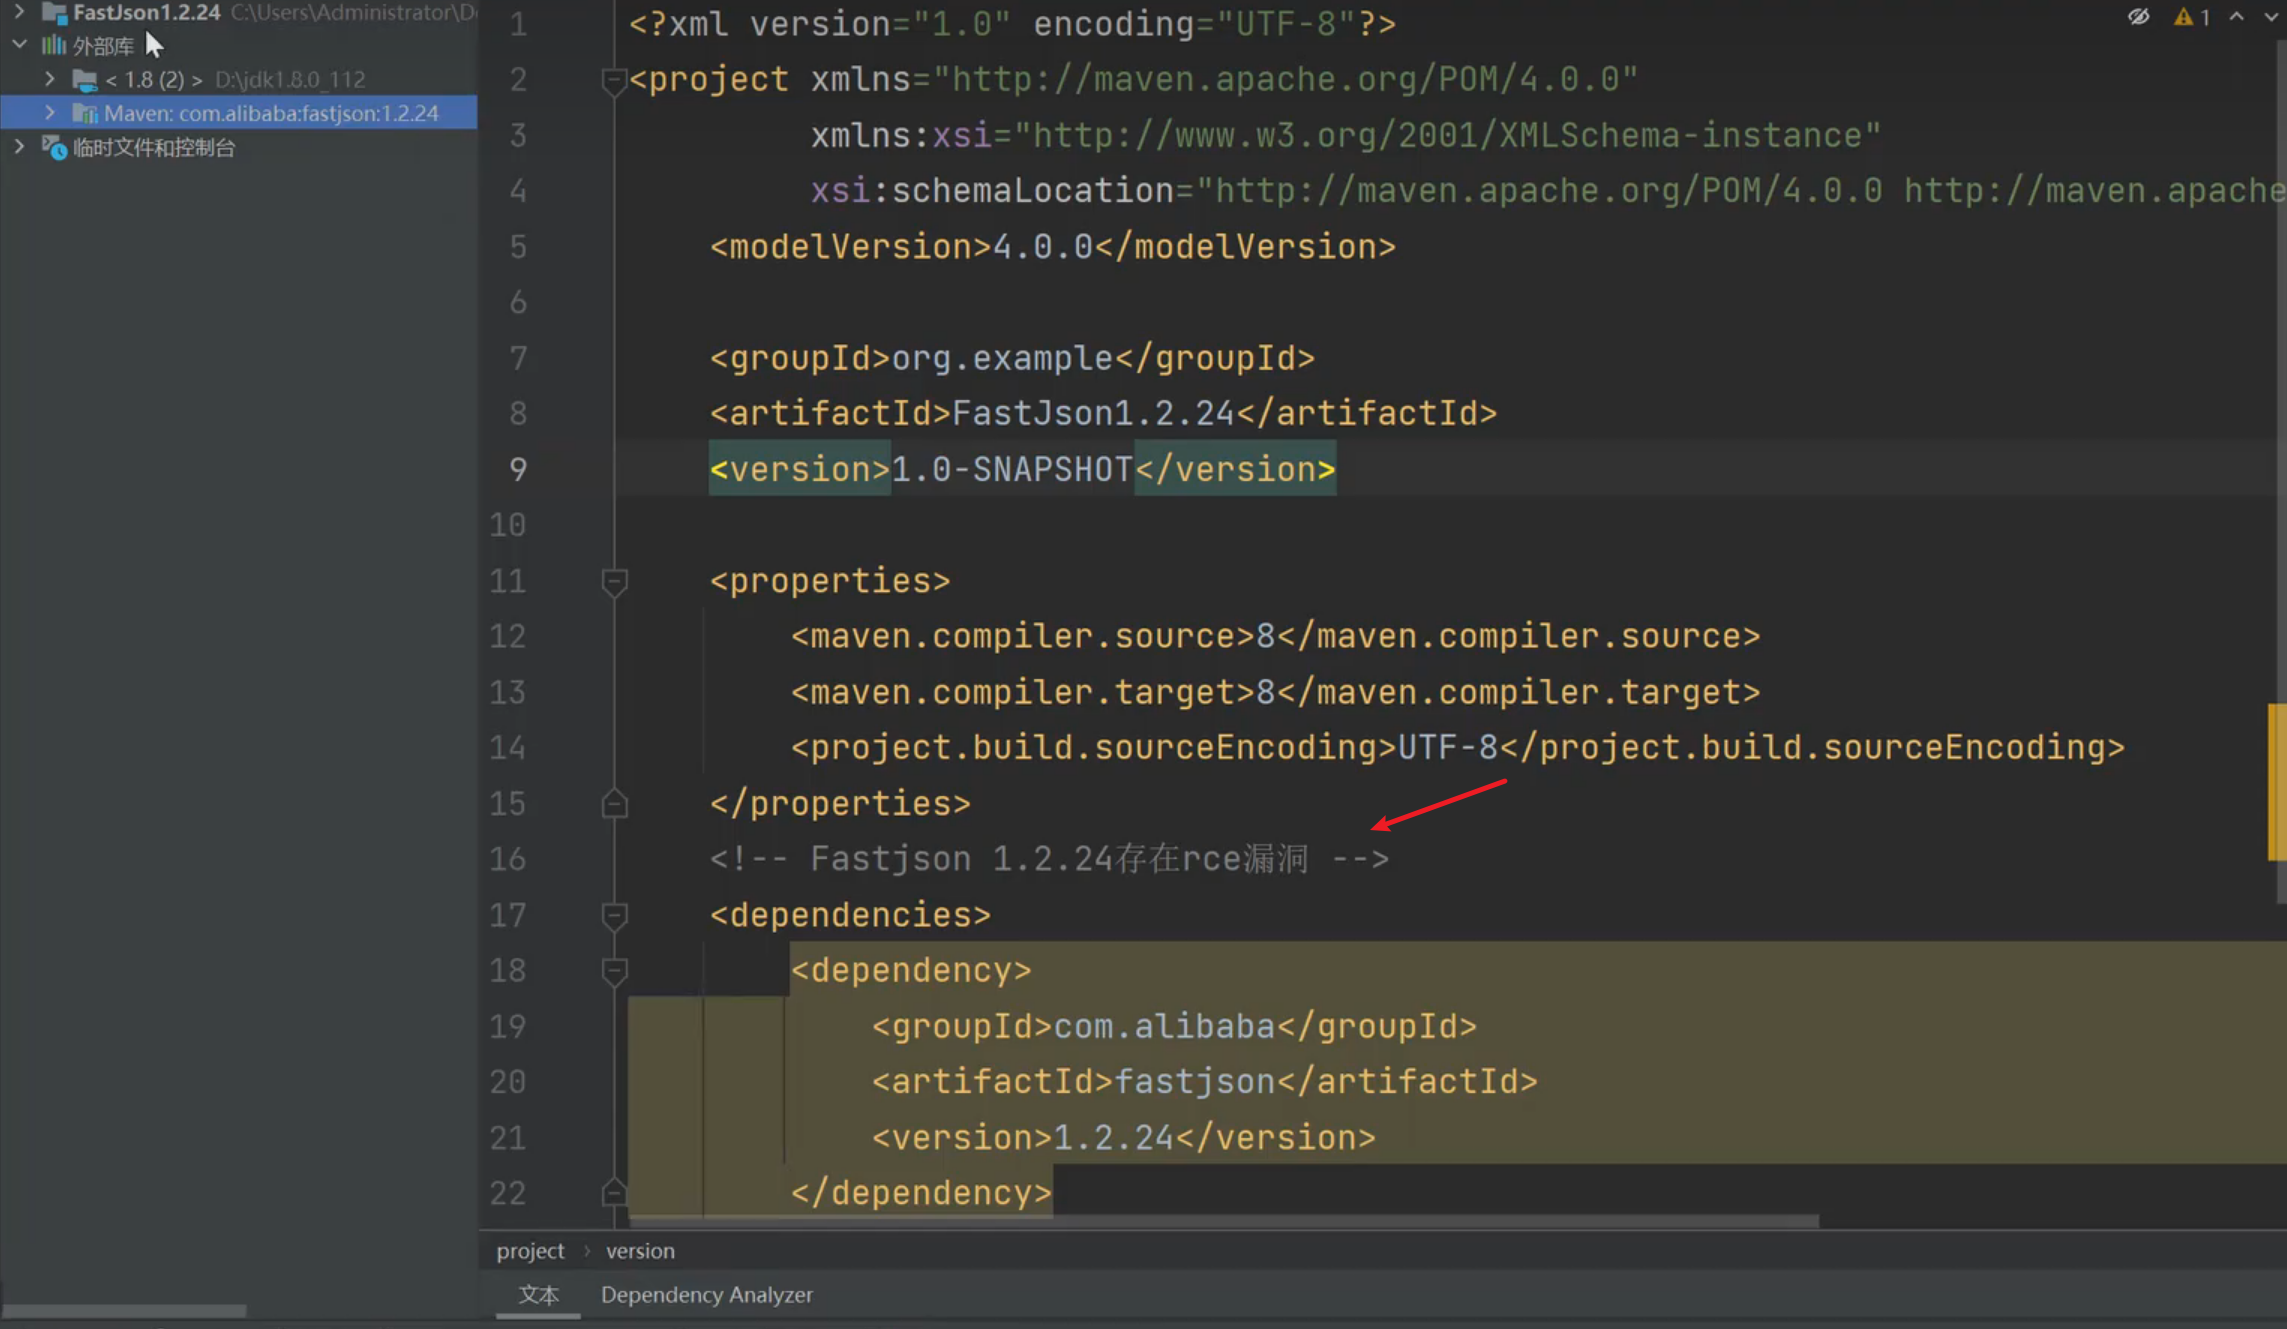 FastJson1.2.24 C:\Users\Administrator\D
外部库
< 1.8 (2) > D:\jdk1.8.0_112
Maven: com.alibaba:fastjson:1.2.24
临时文件和控制台
1
1 <?xml version="1.0" encoding="UTF-8"?>
2 <project xmlns="http://maven.apache.org/POM/4.0.0"
3 xmlns:xsi="http://www.w3.org/2001/XMLSchema-instance"
4 xsi:schemaLocation="http://maven.apache.org/POM/4.0.0 http://maven.apache
5 <modelVersion>4.0.0</modelVersion>
6
7 <groupId>org.example</groupId>
8 <artifactId>FastJson1.2.24</artifactId>
9 <version>1.0-SNAPSHOT</version>
10
11 <properties>
12 <maven.compiler.source>8</maven.compiler.source>
13 <maven.compiler.target>8</maven.compiler.target>
14 <project.build.sourceEncoding>UTF-8</project.build.sourceEncoding>
15 </properties>
16 <!-- Fastjson 1.2.24存在rce漏洞 -->
17 <dependencies>
18 <dependency>
19 <groupId>com.alibaba</groupId>
20 <artifactId>fastjson</artifactId>
21 <version>1.2.24</version>
22 </dependency>
project › version
文本 Dependency Analyzer